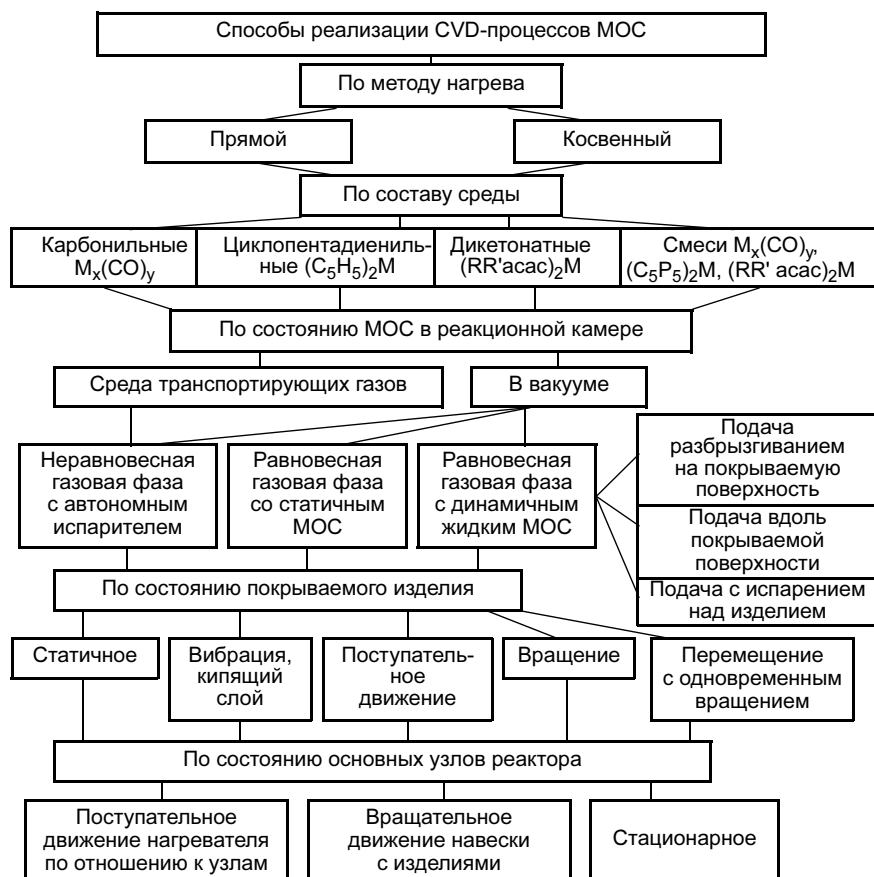 Способы реализации CVD-процессов МОС
По методу нагрева
Прямой
Косвенный
По составу среды
Карбонильные
Mx(CO)y
Циклопентадиениль-
ные (C5H5)2M
Дикетонатные
(RR'acac)2M
Смеси Mx(CO)y,
(C5P5)2M, (RR' acac)2M
По состоянию МОС в реакционной камере
Среда транспортирующих газов
В вакууме
Неравновесная
газовая фаза
с автономным
испарителем
Равновесная
газовая фаза
со статичным
МОС
Равновесная
газовая фаза
с динамичным
жидким МОС
Подача
разбрызгиванием
на покрываемую
поверхность
Подача вдоль
покрываемой
поверхности
Подача с испарением
над изделием
По состоянию покрываемого изделия
Статичное
Вибрация,
кипящий
слой
Поступатель-
ное
движение
Вращение
Перемещение
с одновременным
вращением
По состоянию основных узлов реактора
Поступательное
движение нагревателя
по отношению к узлам
Вращательное
движение навески
с изделиями
Стационарное